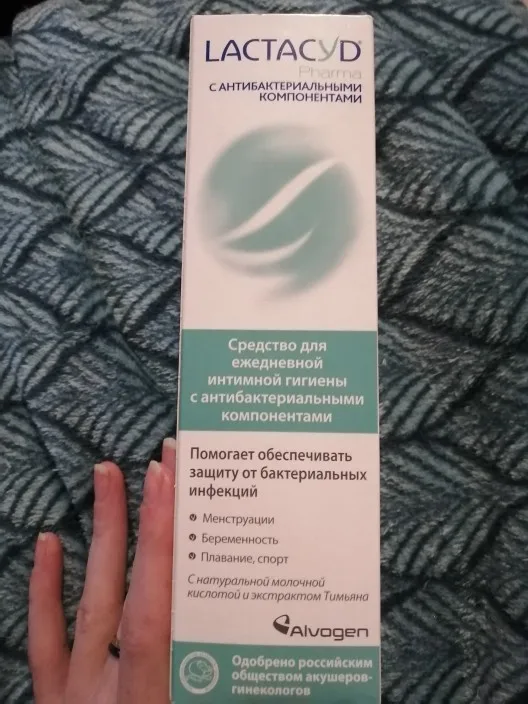 LACTACYD®
Pharma
С АНТИБАКТЕРИАЛЬНЫМИ
КОМПОНЕНТАМИ
Средство для
ежедневной
интимной гигиены
с антибактериальными
компонентами
Помогает обеспечивать
защиту от бактериальных
инфекций
Менструации
Беременность
Плавание, спорт
С натуральной молочной
кислотой и экстрактом Тимьяна
Alvogen
Одобрено российским
обществом акушеров-
гинекологов